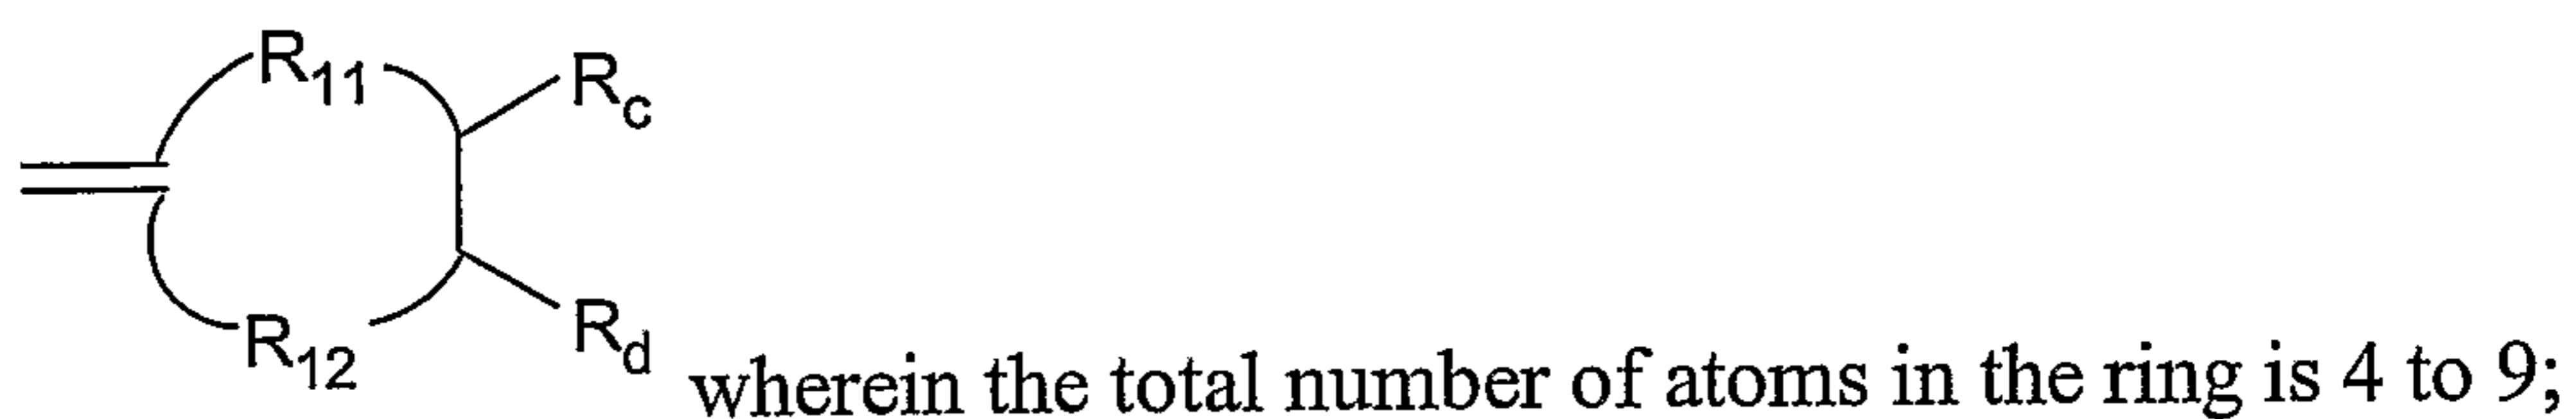 R11
Rc
R12
Rd
wherein the total number of atoms in the ring is 4 to 9;